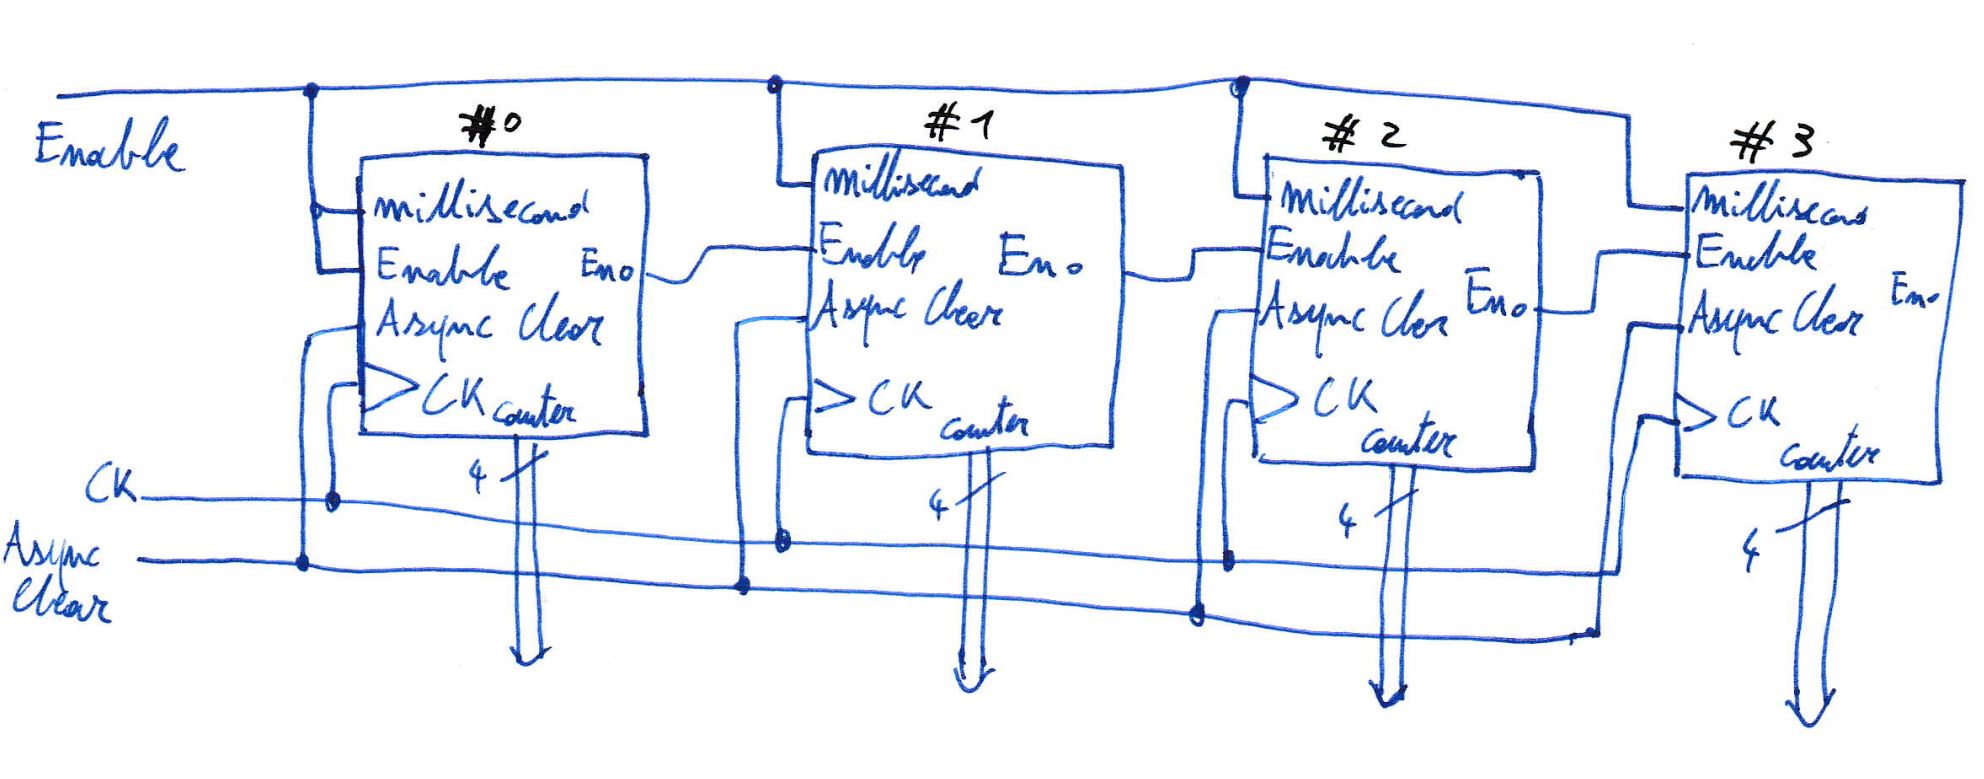 Enable
#0
millisecond
Enable
Eno
Async Clear
CK
counter
4
#1
millisecond
Enable
Eno
Async Clear
CK
counter
4
#2
millisecond
Enable
Eno
Async Clear
CK
counter
4
#3
millisecond
Enable
Eno
Async Clear
CK
counter
4
CK
Async
Clear